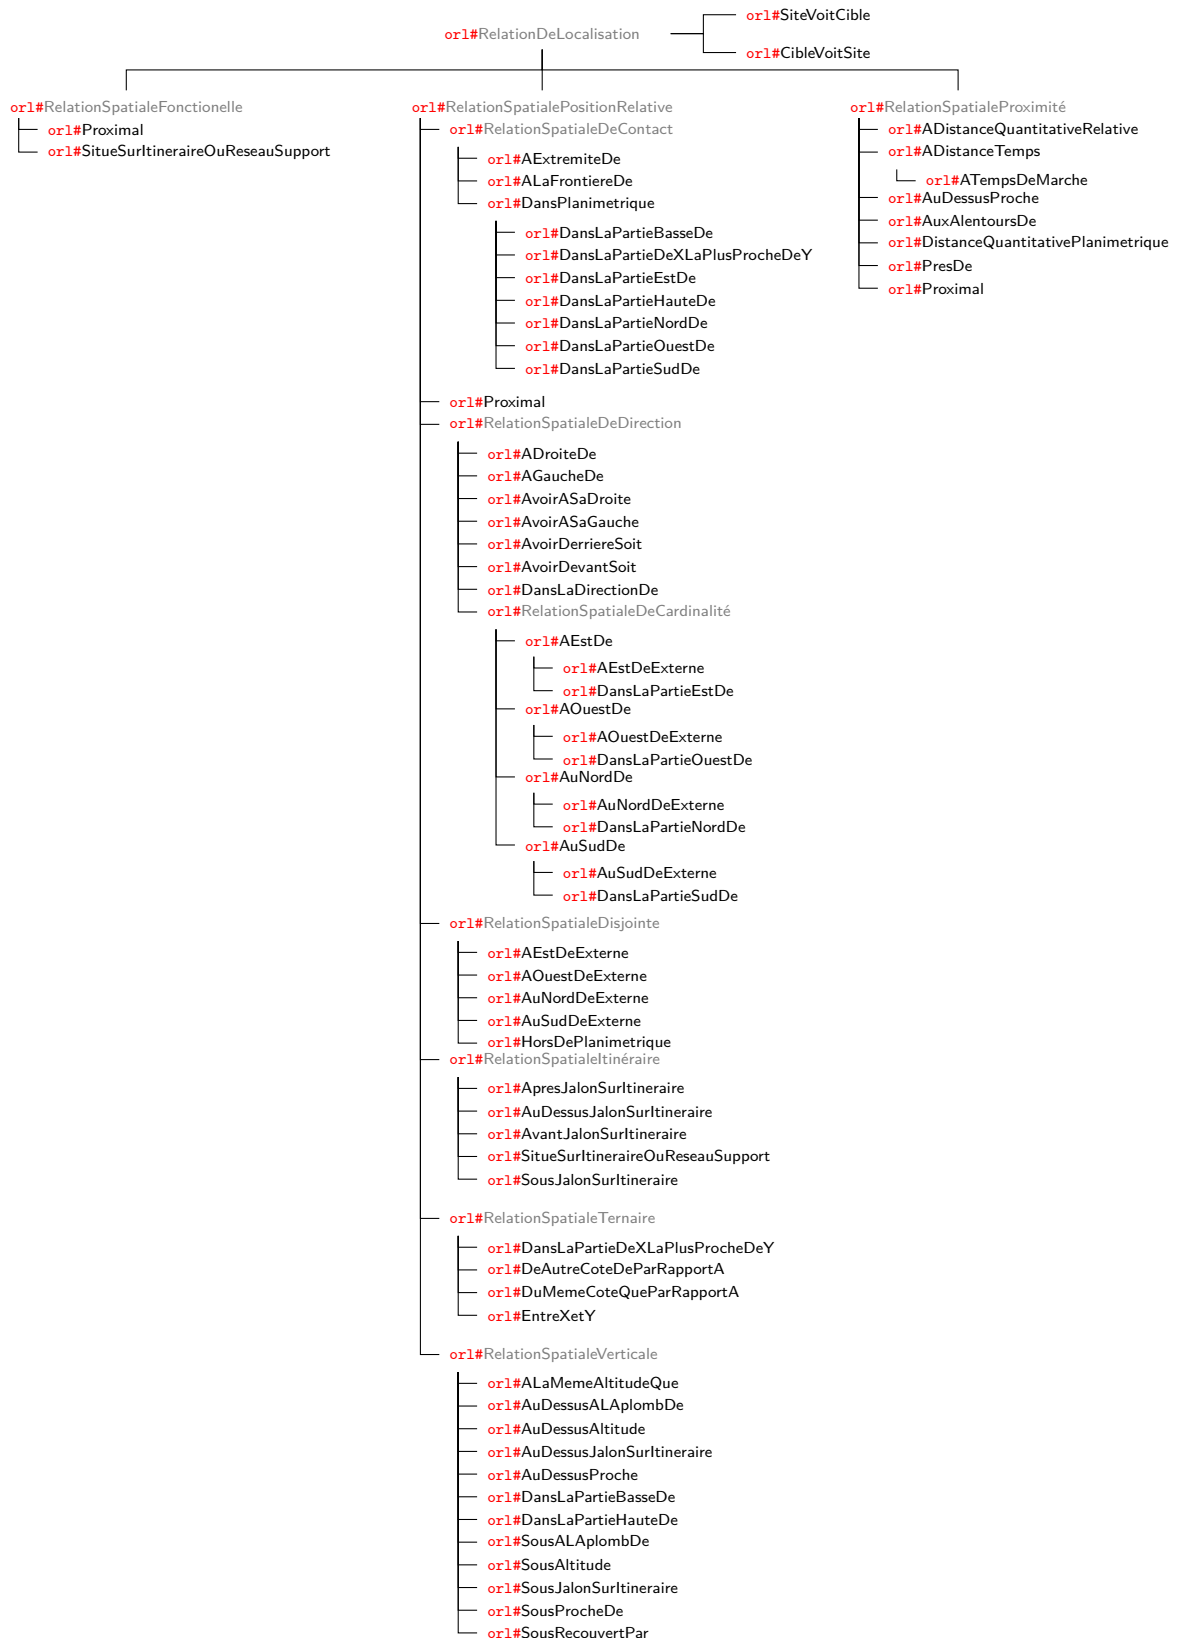 orl#RelationDeLocalisation
orl#SiteVoitCible
orl#CibleVoitSite
orl#RelationSpatialeFonctionelle
orl#Proximal
orl#SitueSurItineraireOuReseauSupport
orl#RelationSpatialePositionRelative
orl#RelationSpatialeDeContact
orl#AExtremiteDe
orl#ALaFrontiereDe
orl#DansPlanimetrique
orl#DansLaPartieBasseDe
orl#DansLaPartieDeXLaPlusProcheDeY
orl#DansLaPartieEstDe
orl#DansLaPartieHauteDe
orl#DansLaPartieNordDe
orl#DansLaPartieOuestDe
orl#DansLaPartieSudDe
orl#Proximal
orl#RelationSpatialeDeDirection
orl#ADroiteDe
orl#AGaucheDe
orl#AvoirASaDroite
orl#AvoirASaGauche
orl#AvoirDerriereSoit
orl#AvoirDevantSoit
orl#DansLaDirectionDe
orl#RelationSpatialeDeCardinalité
orl#AEstDe
orl#AEstDeExterne
orl#DansLaPartieEstDe
orl#AOuestDe
orl#AOuestDeExterne
orl#DansLaPartieOuestDe
orl#AuNordDe
orl#AuNordDeExterne
orl#DansLaPartieNordDe
orl#AuSudDe
orl#AuSudDeExterne
orl#DansLaPartieSudDe
orl#RelationSpatialeDisjointe
orl#AEstDeExterne
orl#AOuestDeExterne
orl#AuNordDeExterne
orl#AuSudDeExterne
orl#HorsDePlanimetrique
orl#RelationSpatialeItinéraire
orl#ApresJalonSurItineraire
orl#AuDessusJalonSurItineraire
orl#AvantJalonSurItineraire
orl#SitueSurItineraireOuReseauSupport
orl#SousJalonSurItineraire
orl#RelationSpatialeTernaire
orl#DansLaPartieDeXLaPlusProcheDeY
orl#DeAutreCoteDeParRapportA
orl#DuMemeCoteQueParRapportA
orl#EntreXetY
orl#RelationSpatialeVerticale
orl#ALaMemeAltitudeQue
orl#AuDessusALAplombDe
orl#AuDessusAltitude
orl#AuDessusJalonSurItineraire
orl#AuDessusProche
orl#DansLaPartieBasseDe
orl#DansLaPartieHauteDe
orl#SousALAplombDe
orl#SousAltitude
orl#SousJalonSurItineraire
orl#SousProcheDe
orl#SousRecouvertPar
orl#RelationSpatialeProximité
orl#ADistanceQuantitativeRelative
orl#ADistanceTemps
orl#ATempsDeMarche
orl#AuDessusProche
orl#AuxAlentoursDe
orl#DistanceQuantitativePlanimetrique
orl#PresDe
orl#Proximal